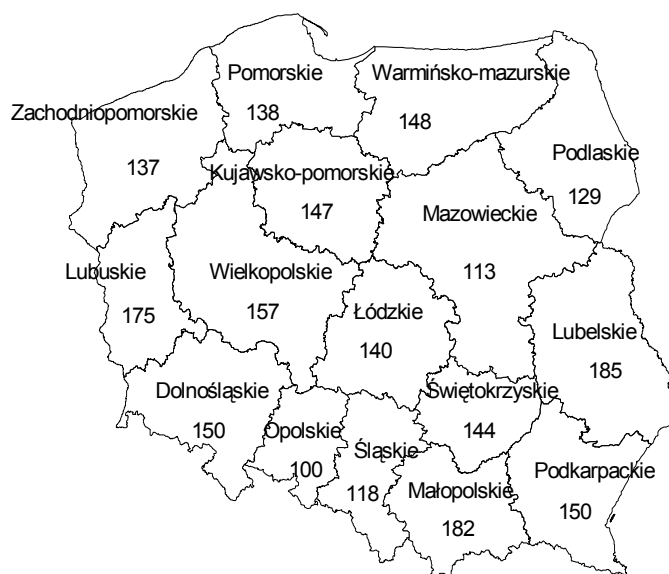 Pomorskie
138
Warmińsko-mazurskie
148
Zachodniopomorskie
137
Podlaskie
129
Kujawsko-pomorskie
147
Mazowieckie
113
Lubuskie
175
Wielkopolskie
157
Łódzkie
140
Lubelskie
185
Dolnośląskie
150
Świętokrzyskie
144
Opolskie
100
Śląskie
118
Podkarpackie
150
Małopolskie
182